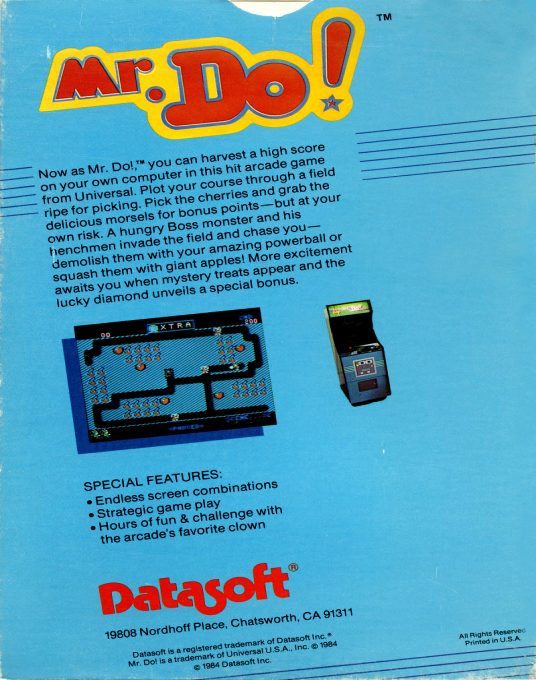 Mr. Do! ™
Now as Mr. Do!,™ you can harvest a high score
on your own computer in this hit arcade game
from Universal. Plot your course through a field
ripe for picking. Pick the cherries and grab the
delicious morsels for bonus points—but at your
own risk. A hungry Boss monster and his
henchmen invade the field and chase you—
demolish them with your amazing powerball or
squash them with giant apples! More excitement
awaits you when mystery treats appear and the
lucky diamond unveils a special bonus.
EXTRA
SPECIAL FEATURES:
• Endless screen combinations
• Strategic game play
• Hours of fun & challenge with
the arcade's favorite clown
Datasoft®
19808 Nordhoff Place, Chatsworth, CA 91311
Datasoft is a registered trademark of Datasoft Inc.®
Mr. Do! is a trademark of Universal U.S.A., Inc. © 1984
© 1984 Datasoft Inc.
All Rights Reserved
Printed in U.S.A.